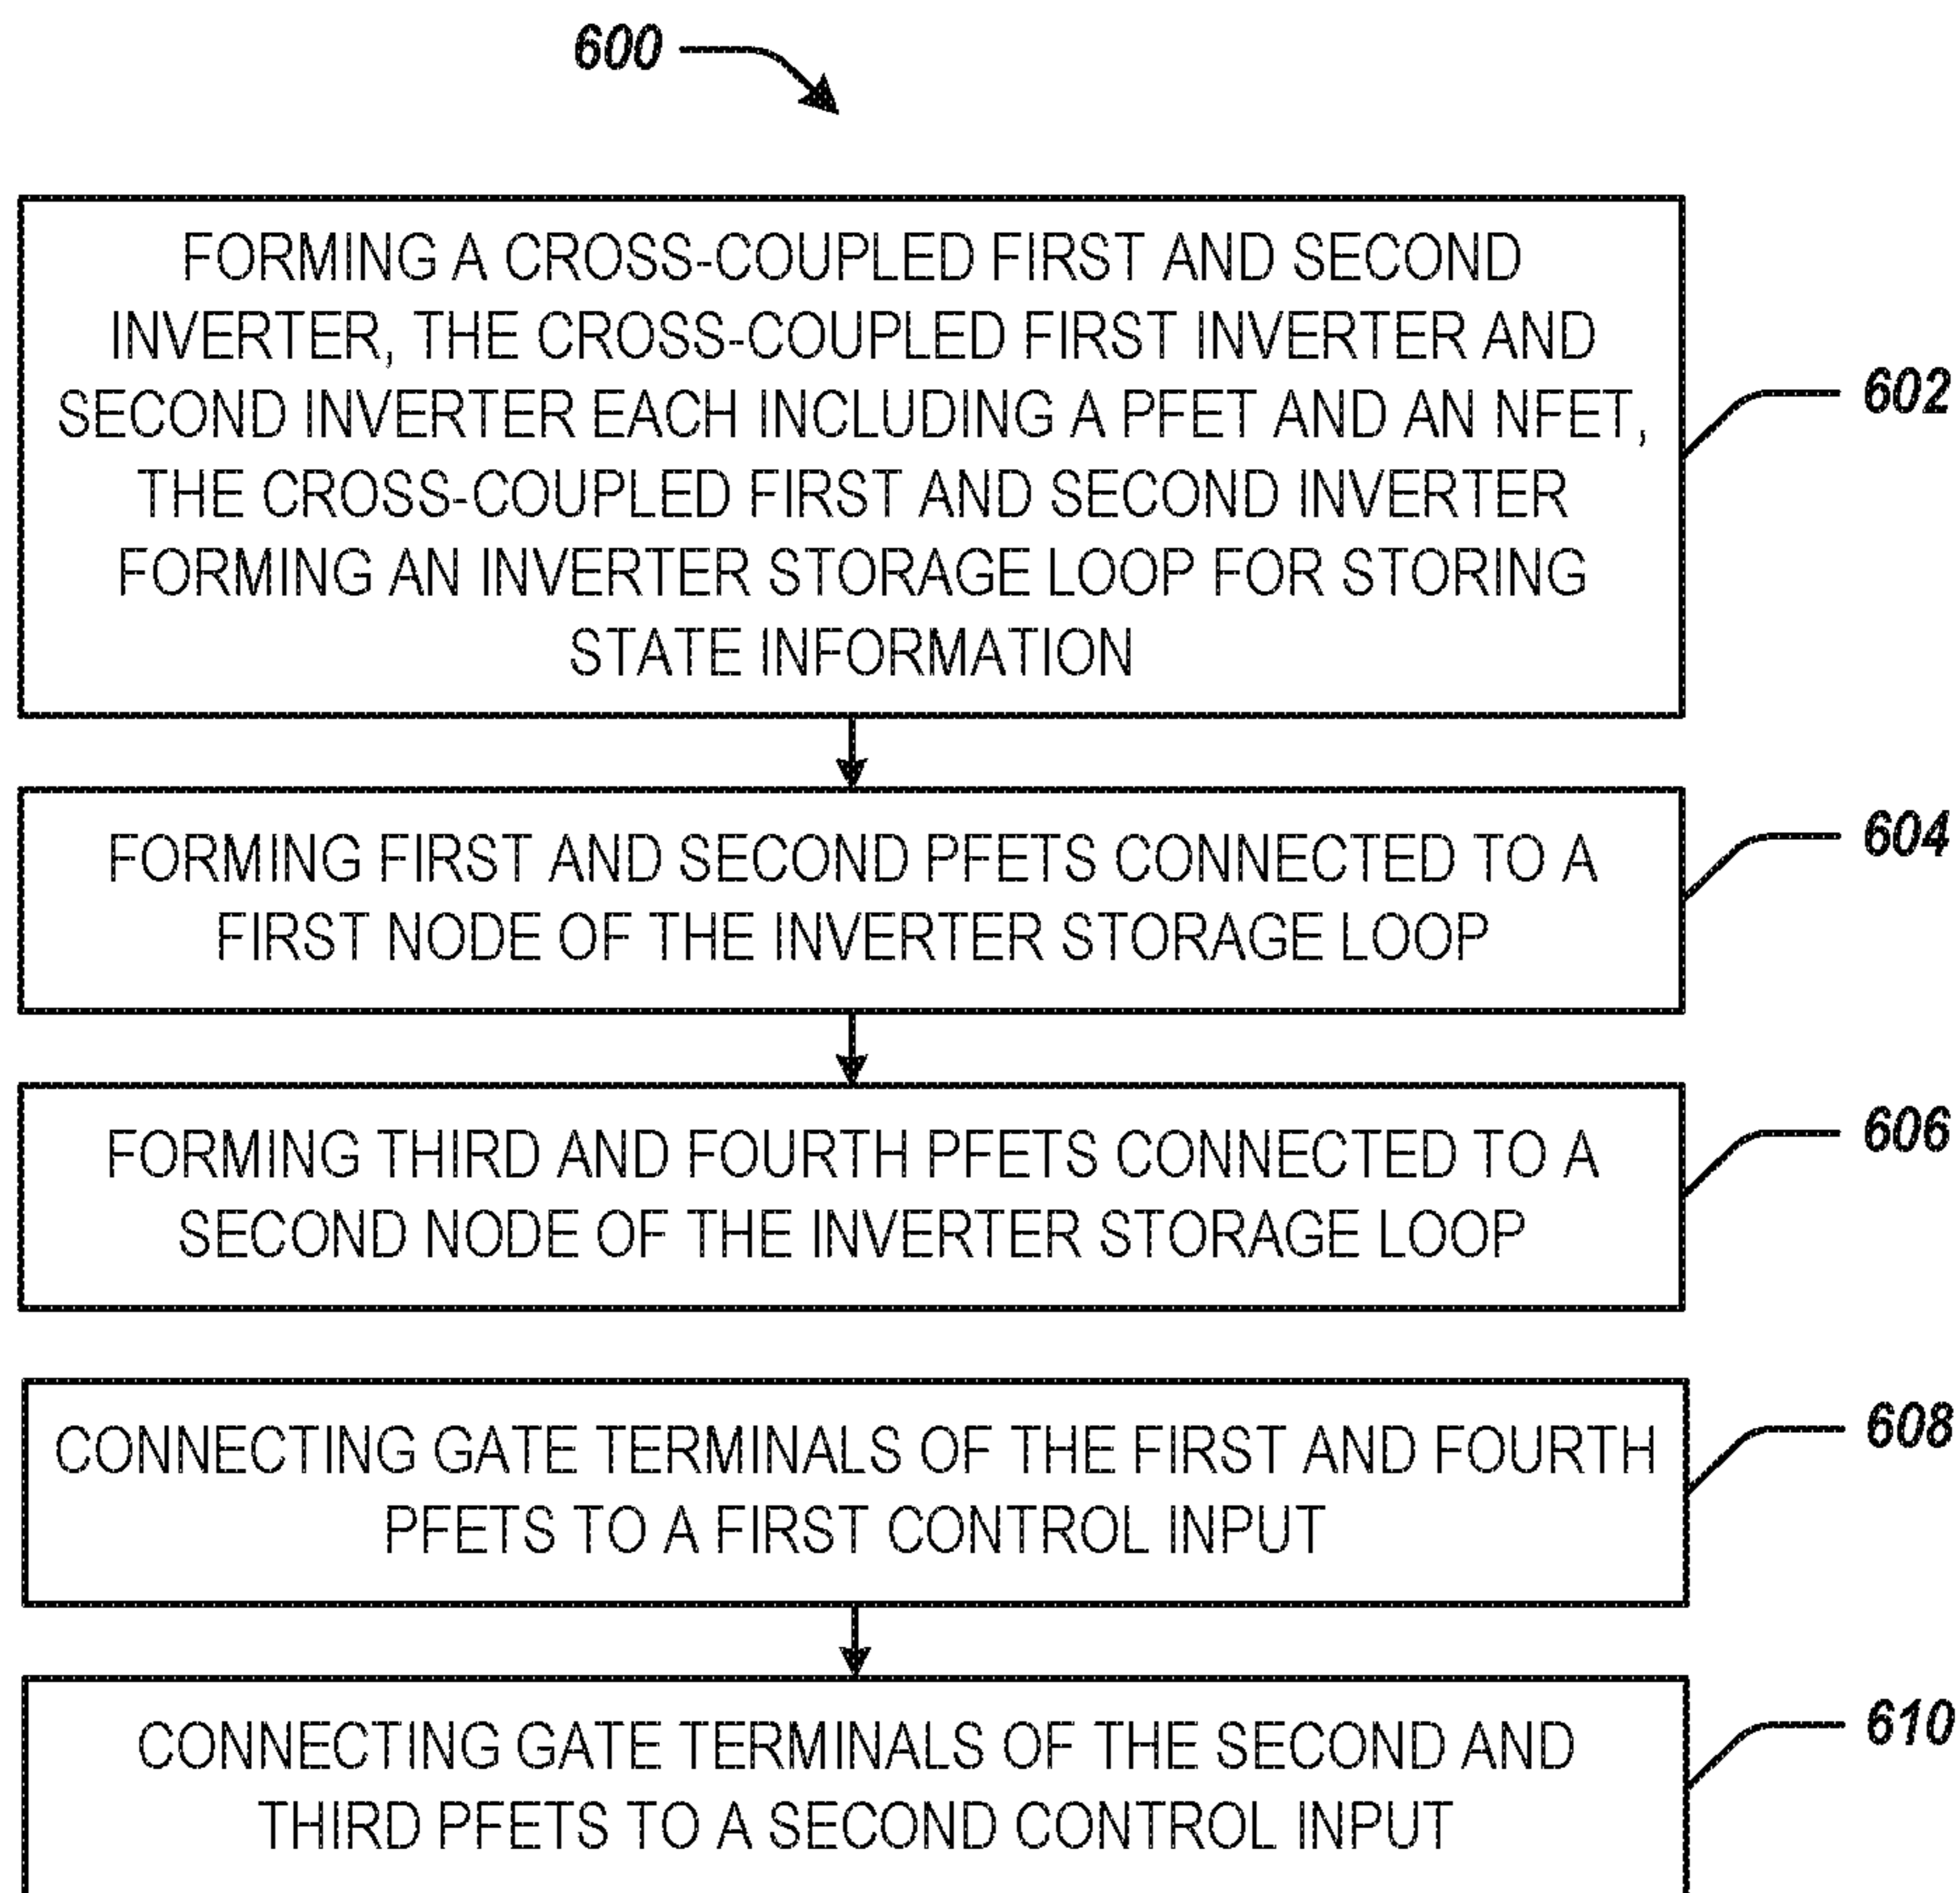 600
FORMING A CROSS-COUPLED FIRST AND SECOND
INVERTER, THE CROSS-COUPLED FIRST INVERTER AND
SECOND INVERTER EACH INCLUDING A PFET AND AN NFET,
THE CROSS-COUPLED FIRST AND SECOND INVERTER
FORMING AN INVERTER STORAGE LOOP FOR STORING
STATE INFORMATION
602
FORMING FIRST AND SECOND PFETS CONNECTED TO A
FIRST NODE OF THE INVERTER STORAGE LOOP
604
FORMING THIRD AND FOURTH PFETS CONNECTED TO A
SECOND NODE OF THE INVERTER STORAGE LOOP
606
CONNECTING GATE TERMINALS OF THE FIRST AND FOURTH
PFETS TO A FIRST CONTROL INPUT
608
CONNECTING GATE TERMINALS OF THE SECOND AND
THIRD PFETS TO A SECOND CONTROL INPUT
610